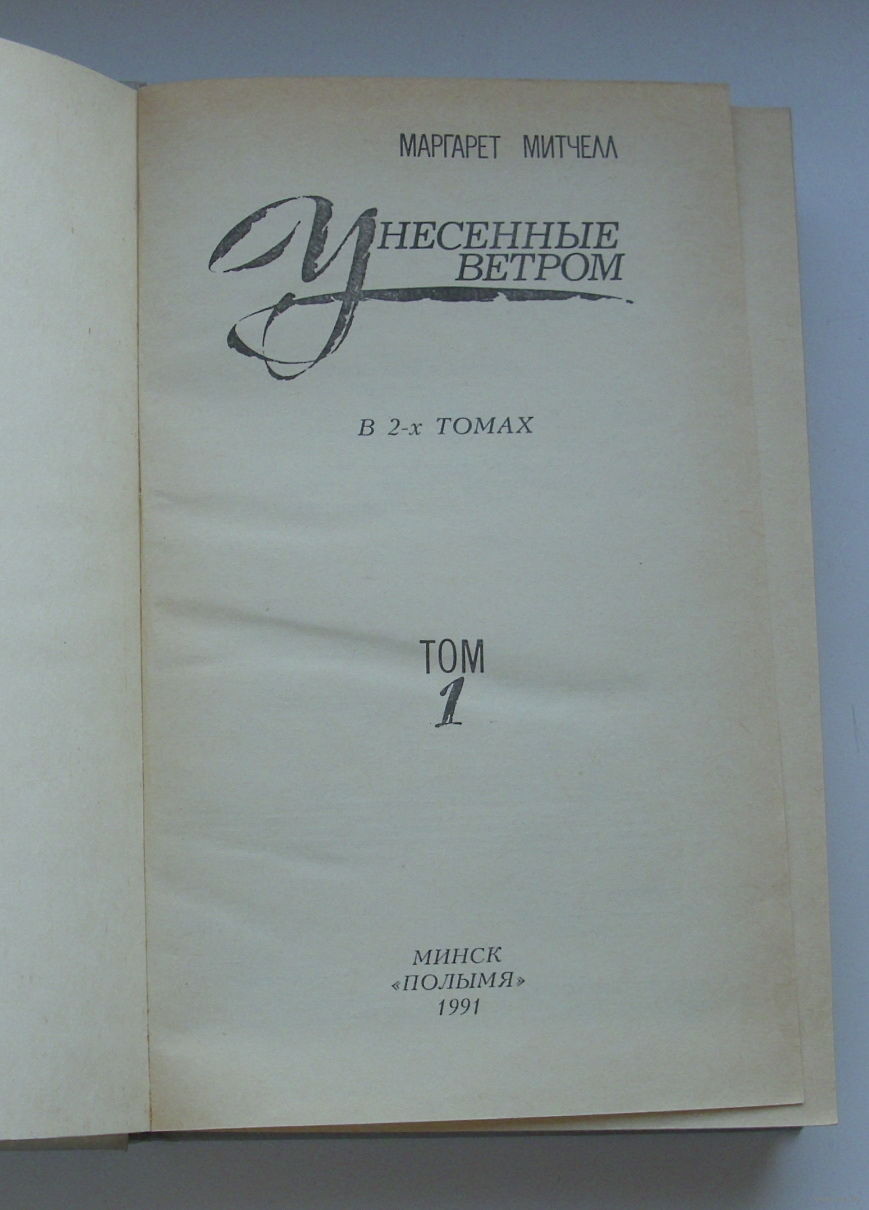 МАРГАРЕТ МИТЧЕЛЛ
УНЕСЕННЫЕ
ВЕТРОМ
В 2-х ТОМАХ
ТОМ
1
МИНСК
«ПОЛЫМЯ»
1991